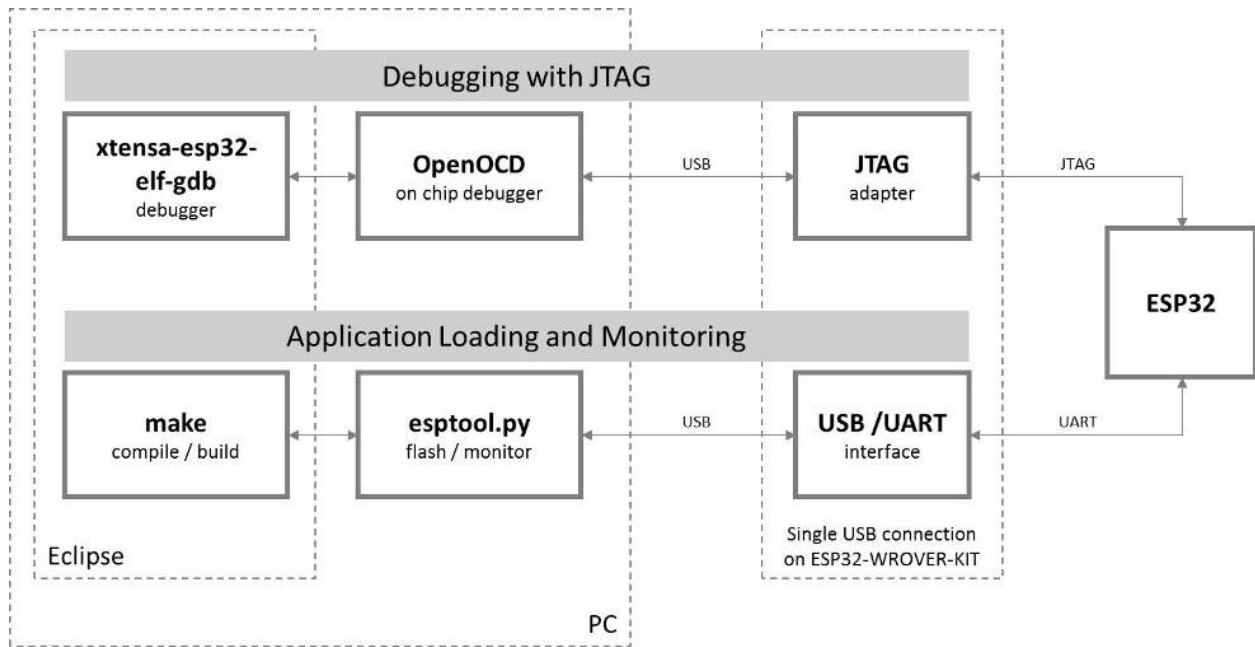 Debugging with JTAG
xtensa-esp32-
elf-gdb
debugger
OpenOCD
on chip debugger
USB
JTAG
adapter
JTAG
ESP32
Application Loading and Monitoring
make
compile / build
esptool.py
flash / monitor
USB
USB /UART
interface
UART
Eclipse
Single USB connection
on ESP32-WROVER-KIT
PC